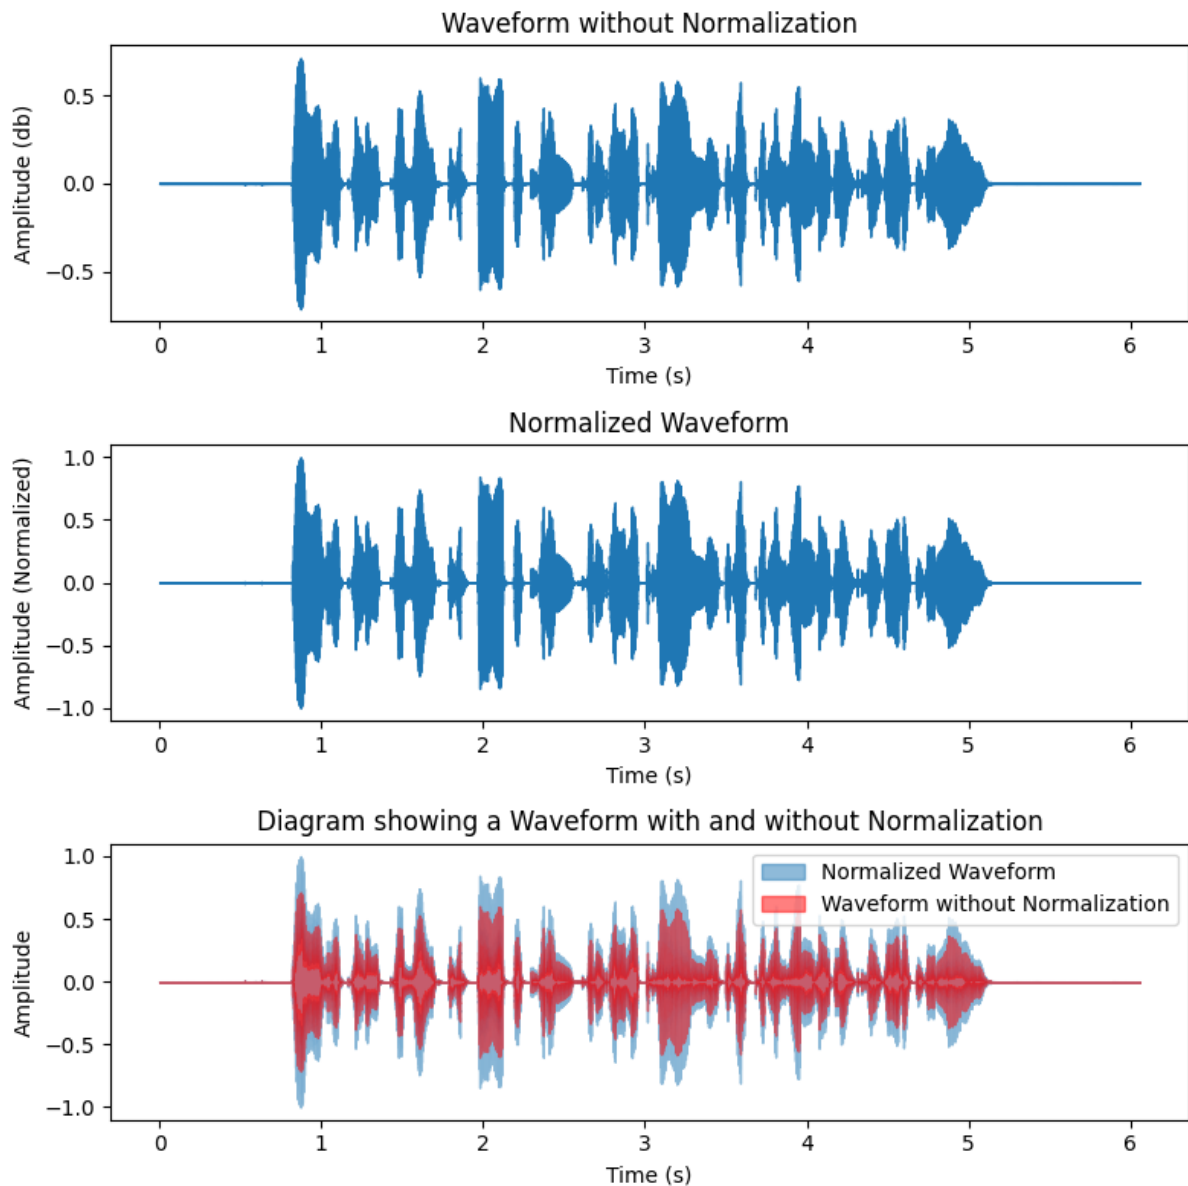 Waveform without Normalization
Amplitude (db)
0.5
0.0
−0.5
0 1 2 3 4 5 6
Time (s)
Normalized Waveform
Amplitude (Normalized)
1.0
0.5
0.0
−0.5
−1.0
0 1 2 3 4 5 6
Time (s)
Diagram showing a Waveform with and without Normalization
Amplitude
1.0
0.5
0.0
−0.5
−1.0
Normalized Waveform
Waveform without Normalization
0 1 2 3 4 5 6
Time (s)